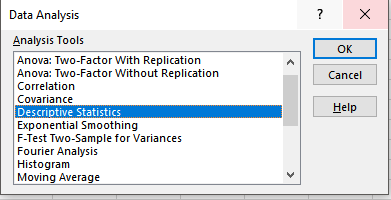 Data Analysis
?
Analysis Tools
Anova: Two-Factor With Replication
Anova: Two-Factor Without Replication
Correlation
Covariance
Descriptive Statistics
Exponential Smoothing
F-Test Two-Sample for Variances
Fourier Analysis
Histogram
Moving Average
OK
Cancel
Help